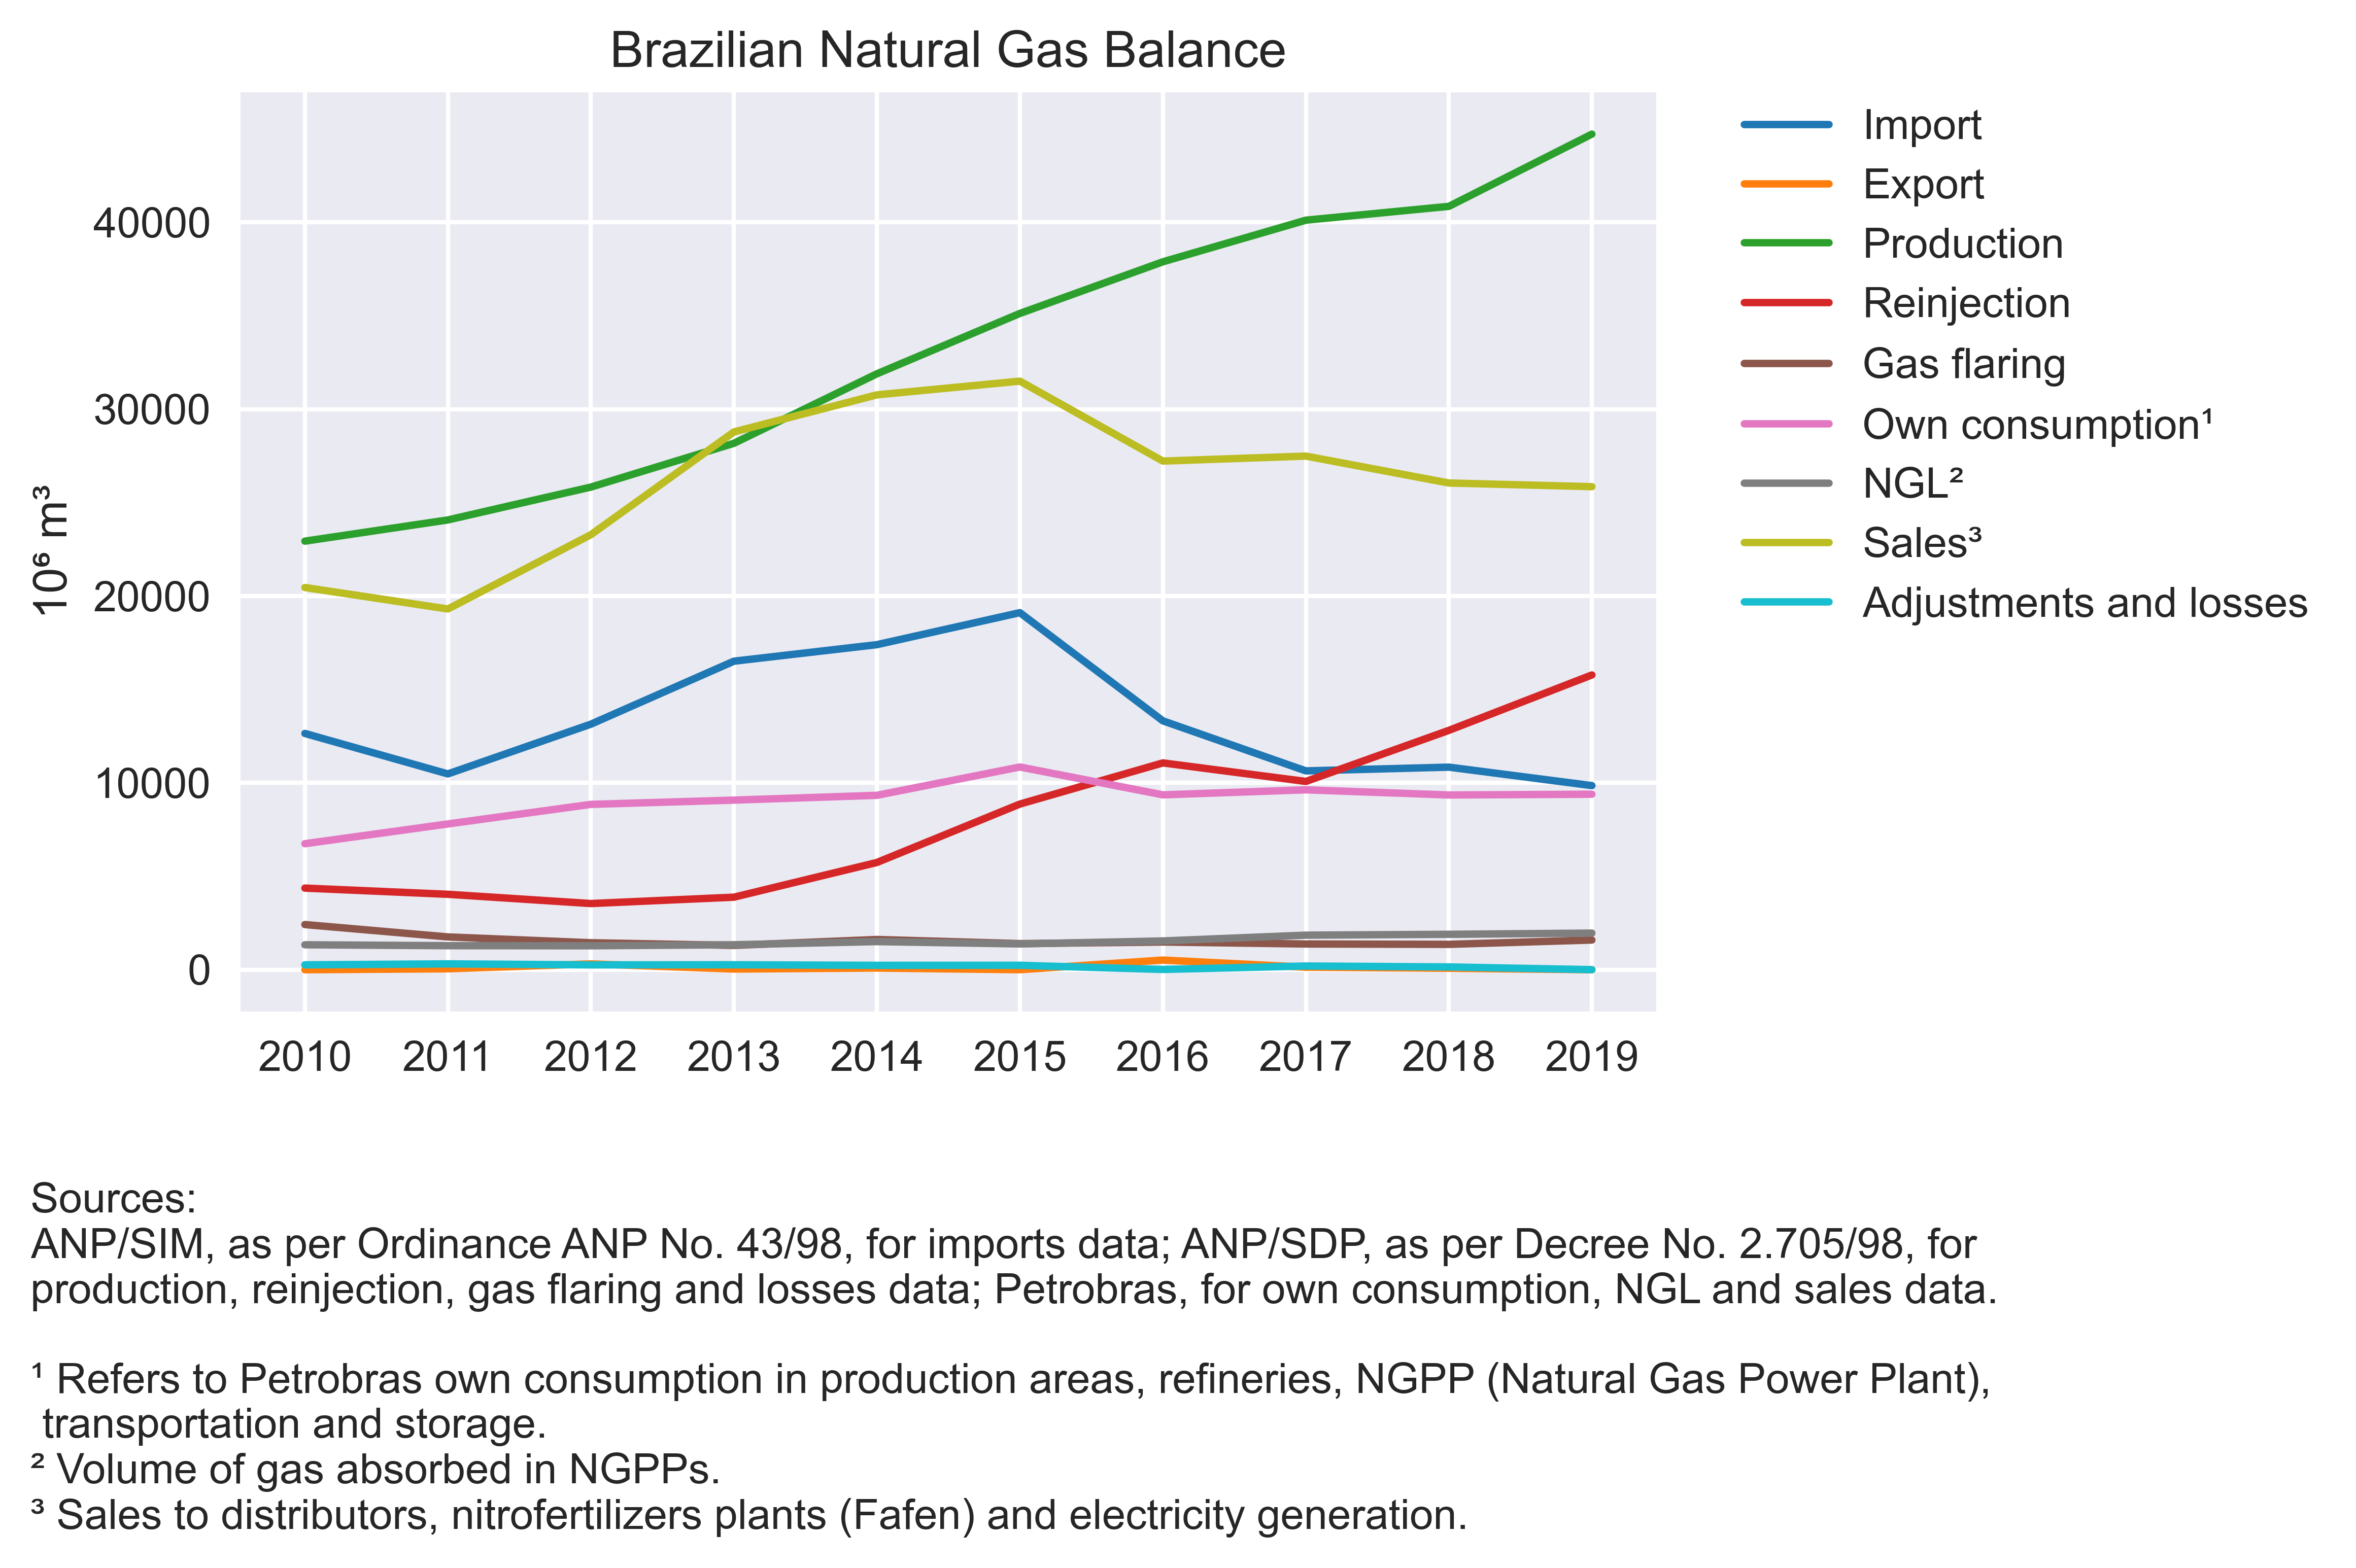 Brazilian Natural Gas Balance
Import
Export
Production
Reinjection
Gas flaring
Own consumption¹
NGL²
Sales³
Adjustments and losses
10⁶ m³
40000
30000
20000
10000
0
2010 2011 2012 2013 2014 2015 2016 2017 2018 2019
Sources:
ANP/SIM, as per Ordinance ANP No. 43/98, for imports data; ANP/SDP, as per Decree No. 2.705/98, for
production, reinjection, gas flaring and losses data; Petrobras, for own consumption, NGL and sales data.
¹ Refers to Petrobras own consumption in production areas, refineries, NGPP (Natural Gas Power Plant),
transportation and storage.
² Volume of gas absorbed in NGPPs.
³ Sales to distributors, nitrofertilizers plants (Fafen) and electricity generation.